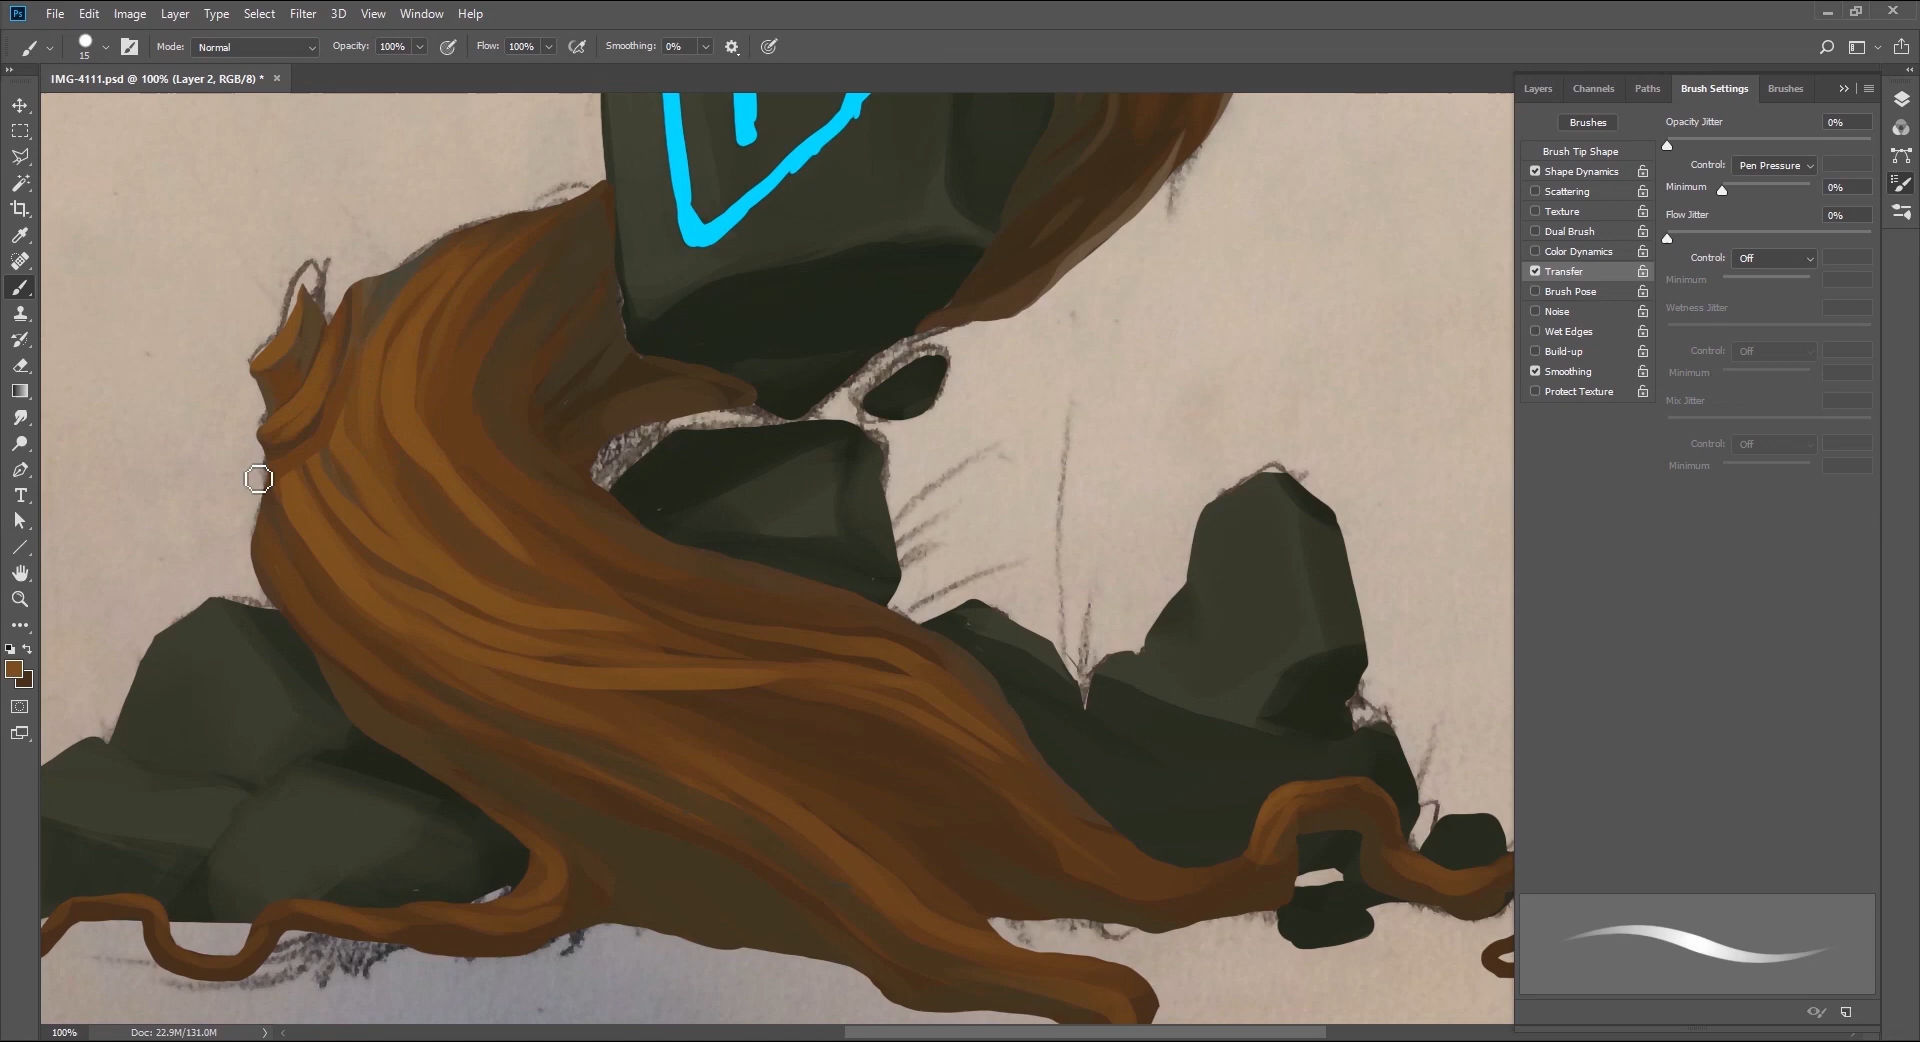 Ps File Edit Image Layer Type Select Filter 3D View Window Help
15 Mode: Normal Opacity: 100% Flow: 100% Smoothing: 0%
IMG-4111.psd @ 100% (Layer 2, RGB/8) *
Layers Channels Paths Brush Settings Brushes
Brushes
Brush Tip Shape
Shape Dynamics
Scattering
Texture
Dual Brush
Color Dynamics
Transfer
Brush Pose
Noise
Wet Edges
Build-up
Smoothing
Protect Texture
Opacity Jitter 0%
Control: Pen Pressure
Minimum 0%
Flow Jitter 0%
Control: Off
Minimum
Wetness Jitter
Control: Off
Minimum
Mix Jitter
Control: Off
Minimum
T
100% Doc: 22.9M/131.0M